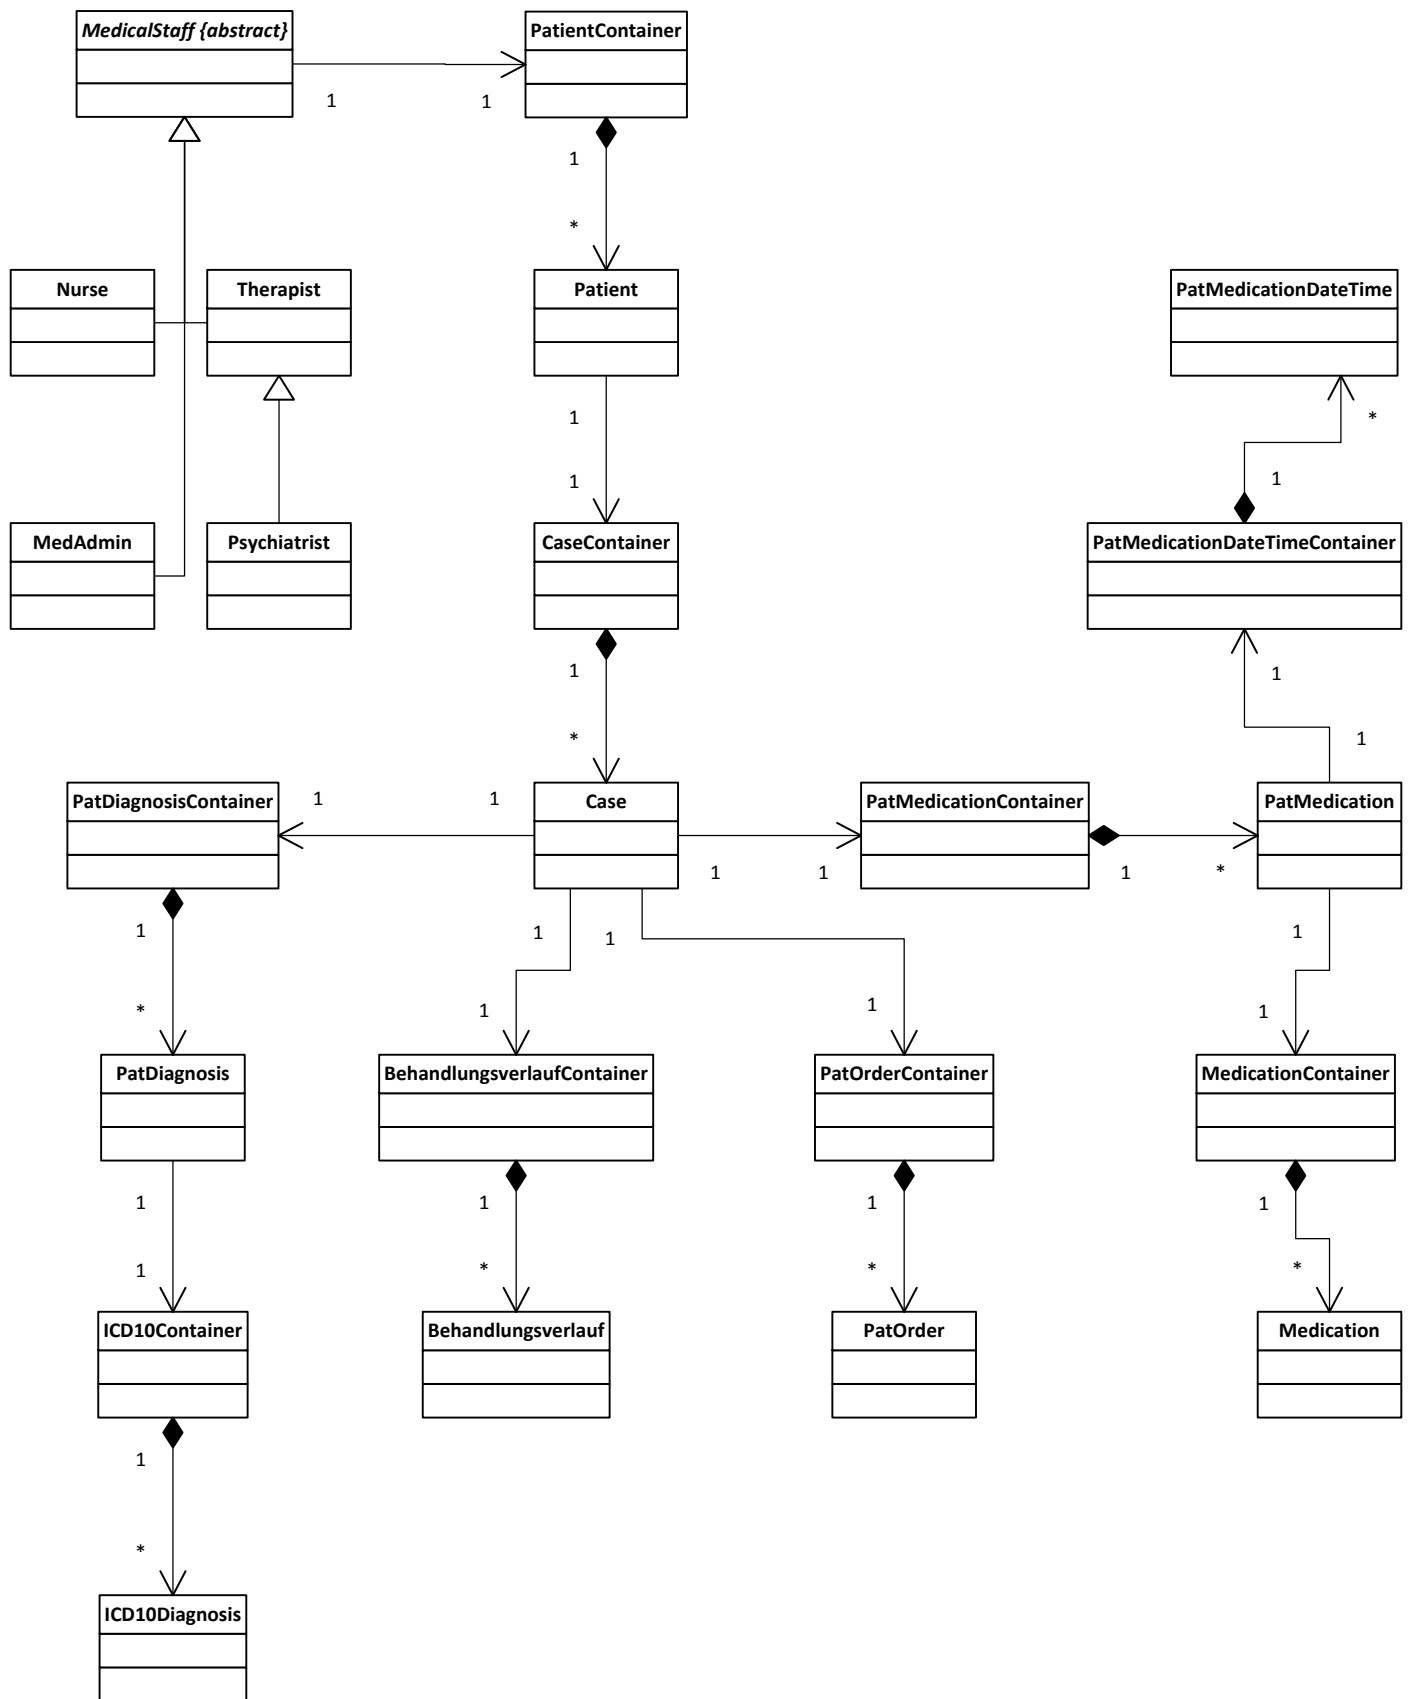 MedicalStaff {abstract}
PatientContainer
1
1
1
*
Nurse
Therapist
Patient
PatMedicationDateTime
1
*
1
1
MedAdmin
Psychiatrist
CaseContainer
PatMedicationDateTimeContainer
1
1
*
1
PatDiagnosisContainer
1
1
Case
PatMedicationContainer
PatMedication
1
1
1
*
1
1
1
1
*
1
1
1
PatDiagnosis
BehandlungsverlaufContainer
PatOrderContainer
MedicationContainer
1
1
1
1
1
*
*
*
ICD10Container
Behandlungsverlauf
PatOrder
Medication
1
*
ICD10Diagnosis